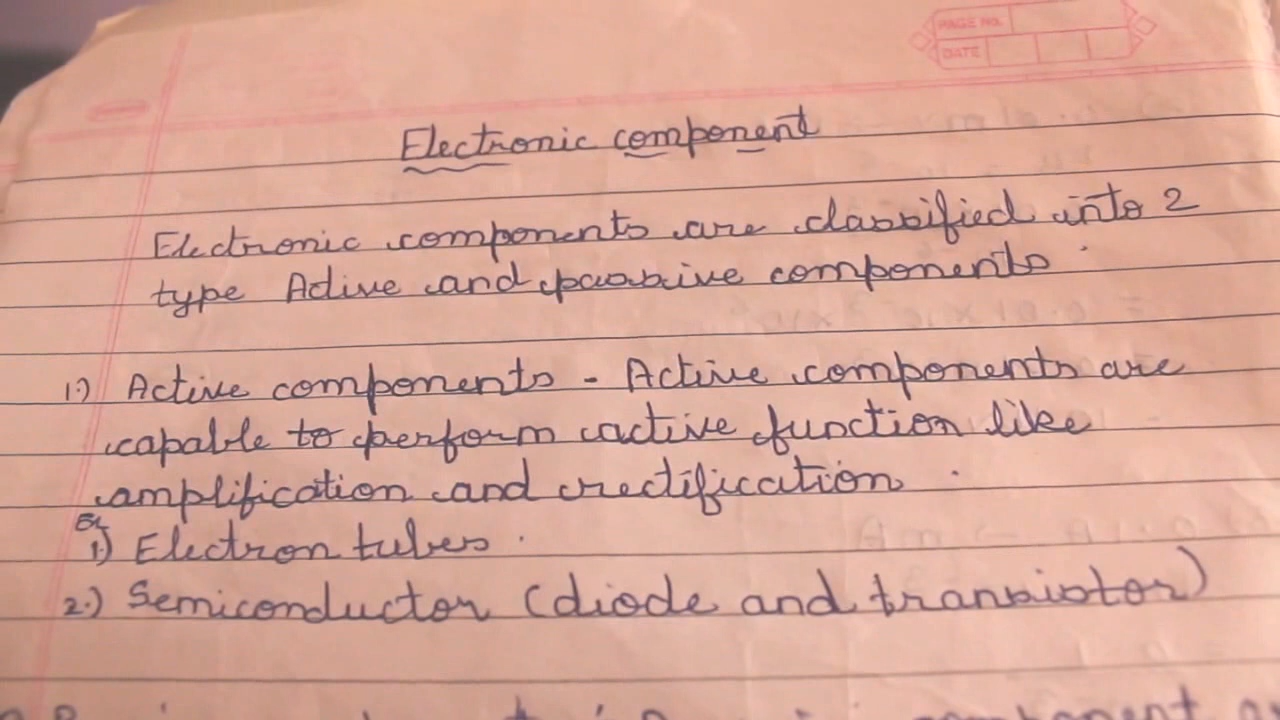 PAGE NO.
DATE
Electronic component
Electronic components are classified into 2
type Active and passive components.
1.) Active components - Active components are
capable to perform active function like
amplification and rectification.
Ex
1.) Electron tubes.
2.) Semiconductor (diode and transistor)
component